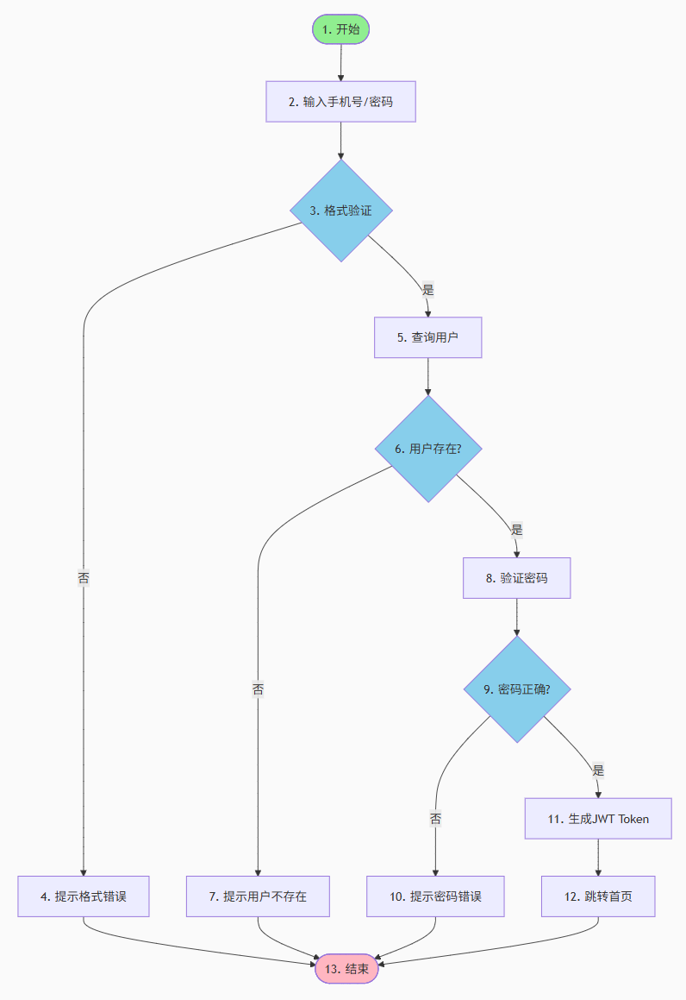 1. 开始
2. 输入手机号/密码
3. 格式验证
是
5. 查询用户
6. 用户存在?
是
否
8. 验证密码
否
9. 密码正确?
是
否
11. 生成JWT Token
4. 提示格式错误
7. 提示用户不存在
10. 提示密码错误
12. 跳转首页
13. 结束